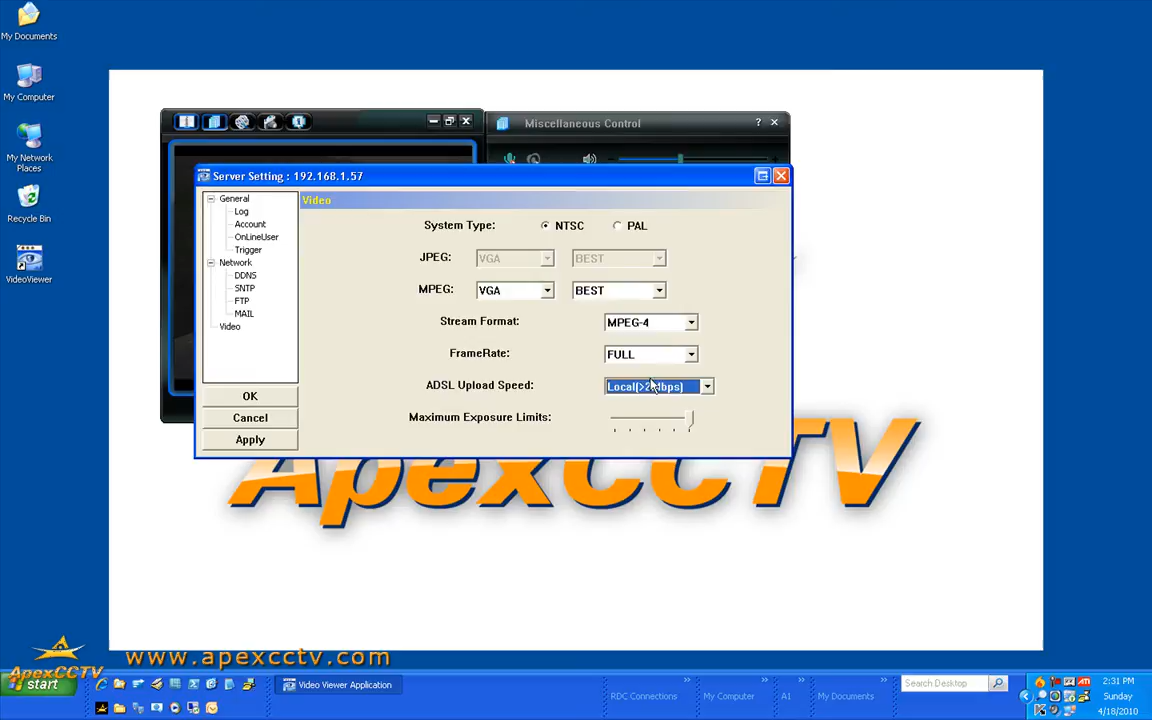 My Documents
My Computer
My Network
Places
Recycle Bin
VideoViewer
Miscellaneous Control
?
Server Setting : 192.168.1.57
General
Log
Account
OnLineUser
Trigger
Network
DDNS
SNTP
FTP
MAIL
Video
OK
Cancel
Apply
Video
System Type: NTSC PAL
JPEG: VGA BEST
MPEG: VGA BEST
Stream Format: MPEG-4
FrameRate: FULL
ADSL Upload Speed:
Maximum Exposure Limits:
ApexCCTV
www.apexcctv.com
ApexCCTV
start
Video Viewer Application
RDC Connections
My Computer
A1
My Documents
Search Desktop
2:31 PM
Sunday
4/18/2010